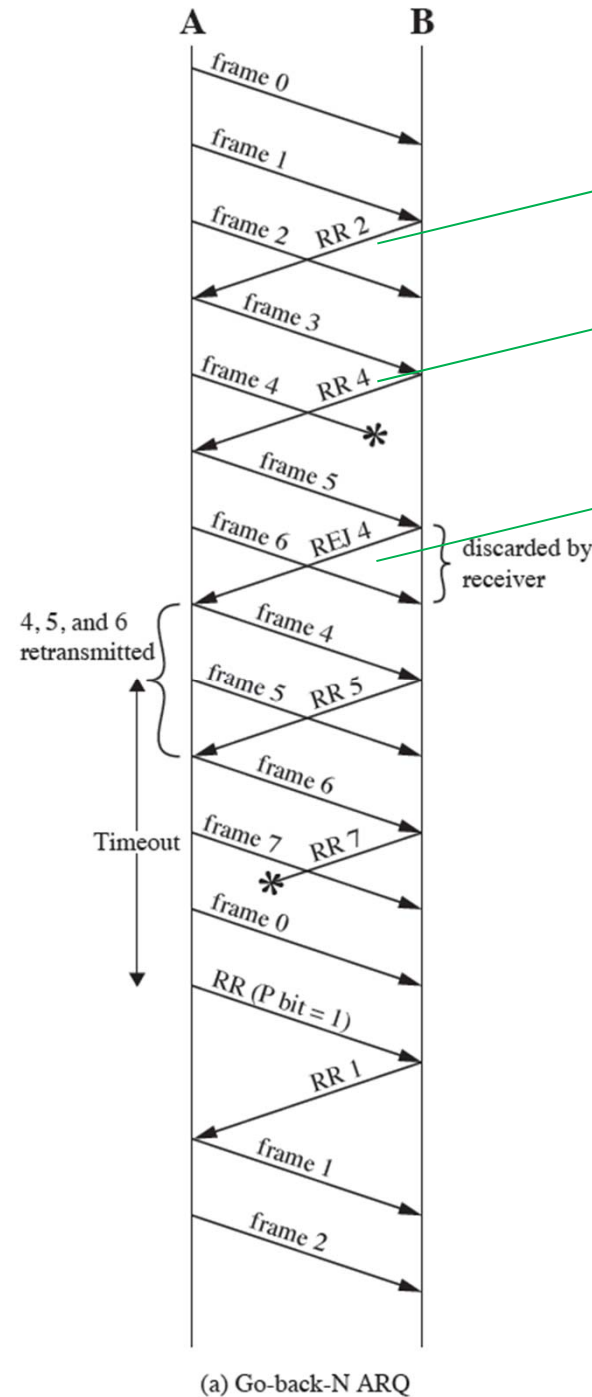 A B
frame 0
frame 1
frame 2
RR 2
frame 3
frame 4
RR 4
*
frame 5
frame 6
REJ 4
discarded by
receiver
4, 5, and 6
retransmitted
frame 4
frame 5
RR 5
frame 6
Timeout
frame 7
RR 7
*
frame 0
RR (P bit = 1)
RR 1
frame 1
frame 2
(a) Go-back-N ARQ